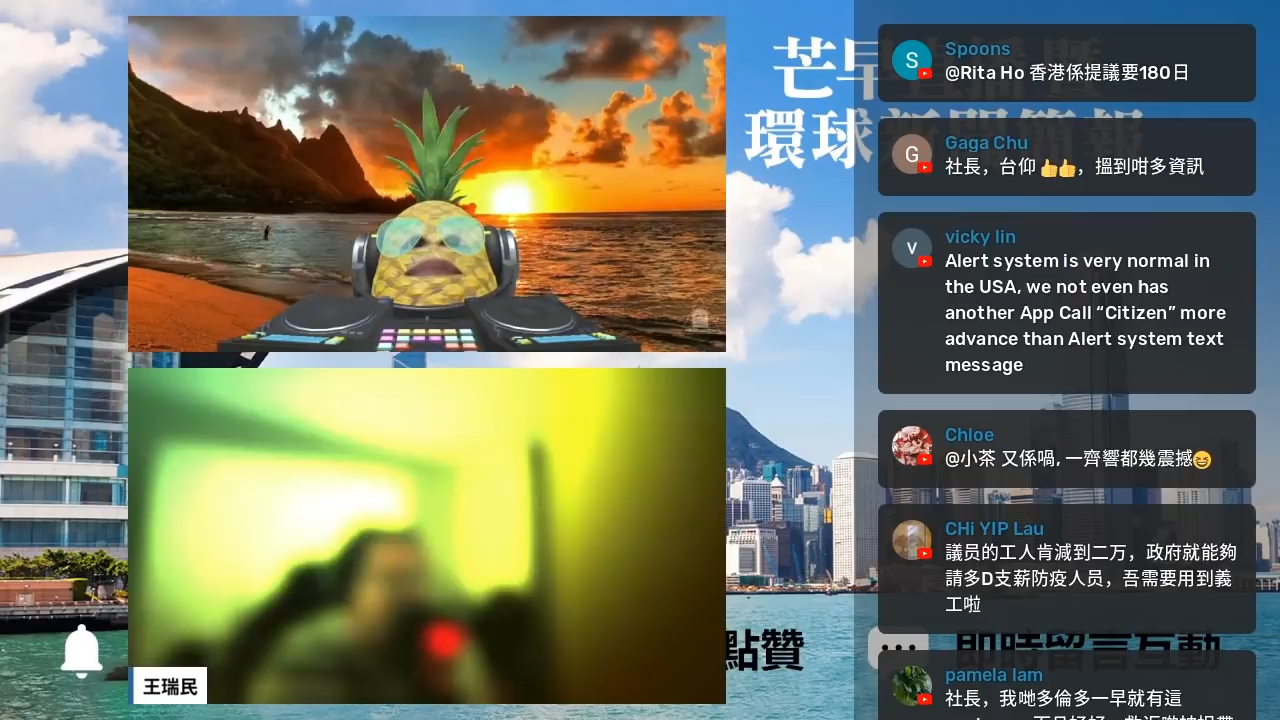 芒早
環球
Spoons
@Rita Ho 香港係提議要180日
Gaga Chu
社長，台仰👍👍，搵到咁多資訊
vicky lin
Alert system is very normal in
the USA, we not even has
another App Call “Citizen” more
advance than Alert system text
message
Chloe
@小茶 又係喎, 一齊響都幾震撼😆
CHi YIP Lau
議员的工人肯減到二万，政府就能夠
請多D支薪防疫人员，吾需要用到義
工啦
pamela lam
社長，我哋多倫多一早就有這
點贊
即時留言互動
王瑞民